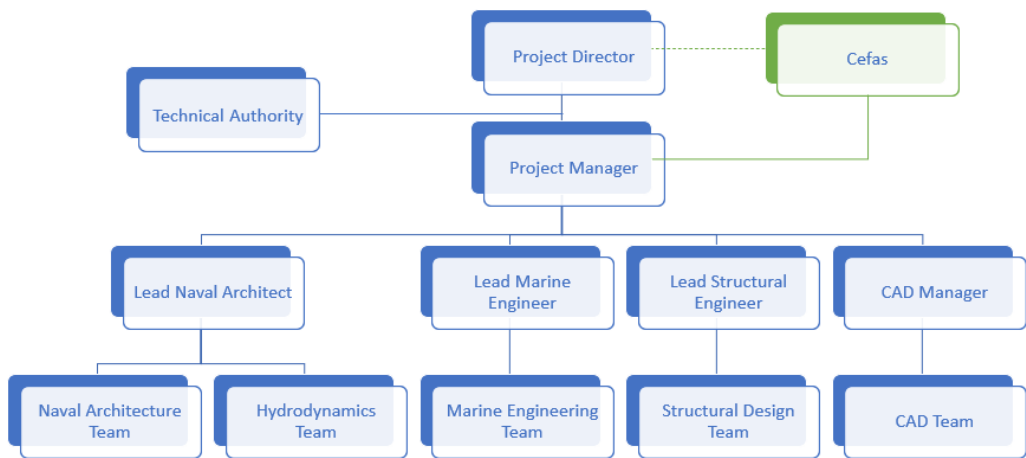 Project Director
Cefas
Technical Authority
Project Manager
Lead Naval Architect
Lead Marine
Engineer
Lead Structural
Engineer
CAD Manager
Naval Architecture
Team
Hydrodynamics
Team
Marine Engineering
Team
Structural Design
Team
CAD Team